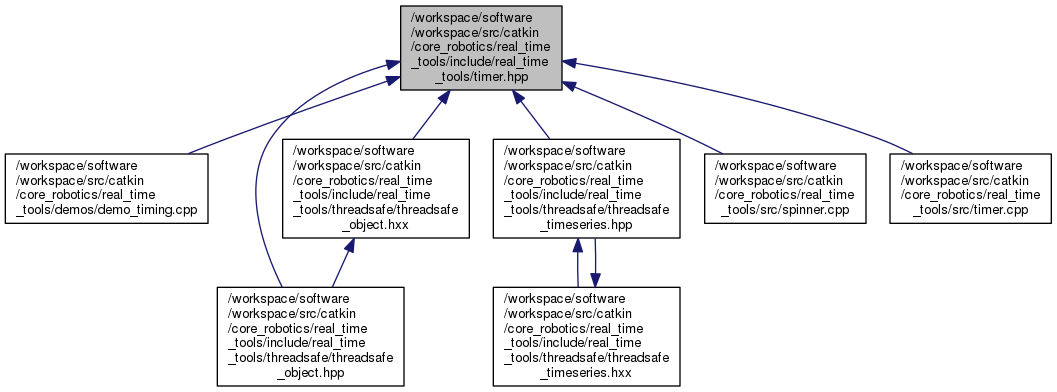 /workspace/software
/workspace/src/catkin
/core_robotics/real_time
_tools/include/real_time
_tools/timer.hpp
/workspace/software
/workspace/src/catkin
/core_robotics/real_time
_tools/demos/demo_timing.cpp
/workspace/software
/workspace/src/catkin
/core_robotics/real_time
_tools/include/real_time
_tools/threadsafe/threadsafe
_object.hxx
/workspace/software
/workspace/src/catkin
/core_robotics/real_time
_tools/include/real_time
_tools/threadsafe/threadsafe
_timeseries.hpp
/workspace/software
/workspace/src/catkin
/core_robotics/real_time
_tools/src/spinner.cpp
/workspace/software
/workspace/src/catkin
/core_robotics/real_time
_tools/src/timer.cpp
/workspace/software
/workspace/src/catkin
/core_robotics/real_time
_tools/include/real_time
_tools/threadsafe/threadsafe
_object.hpp
/workspace/software
/workspace/src/catkin
/core_robotics/real_time
_tools/include/real_time
_tools/threadsafe/threadsafe
_timeseries.hxx